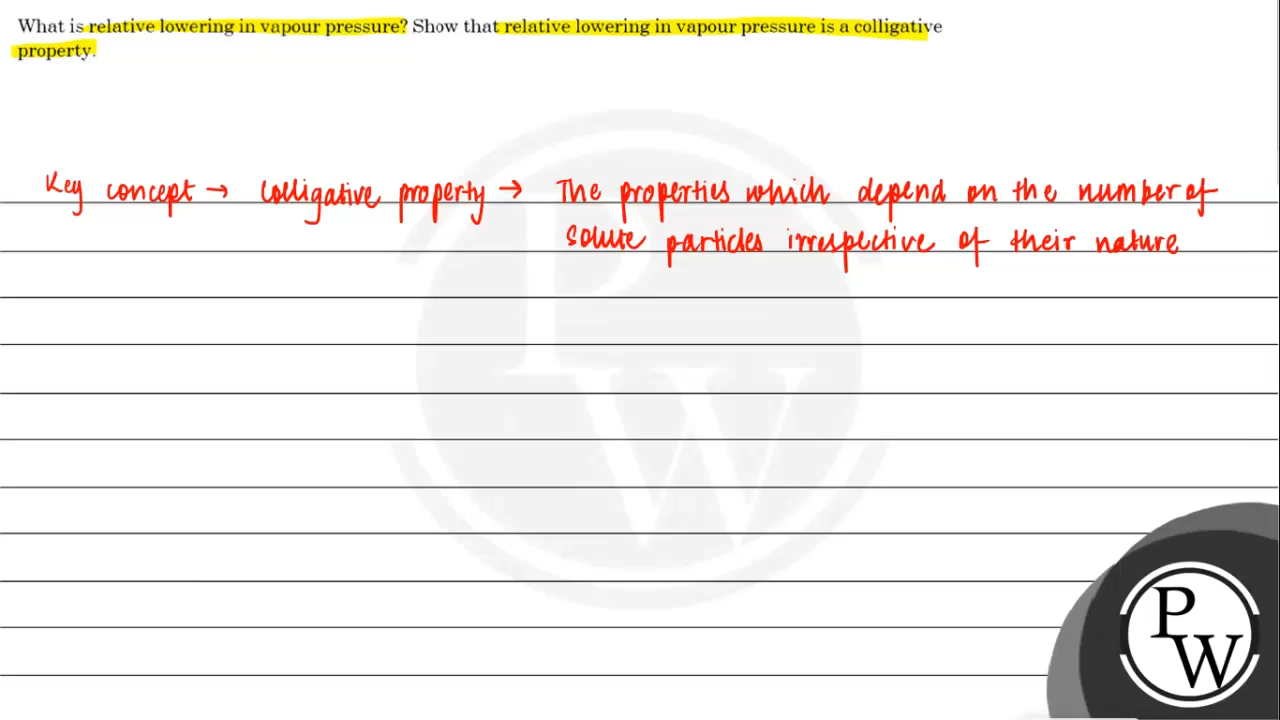 What is relative lowering in vapour pressure? Show that relative lowering in vapour pressure is a colligative
property.
Key concept → Colligative property → The properties which depend on the number of
solute particles irrespective of their nature
P
W
P
W